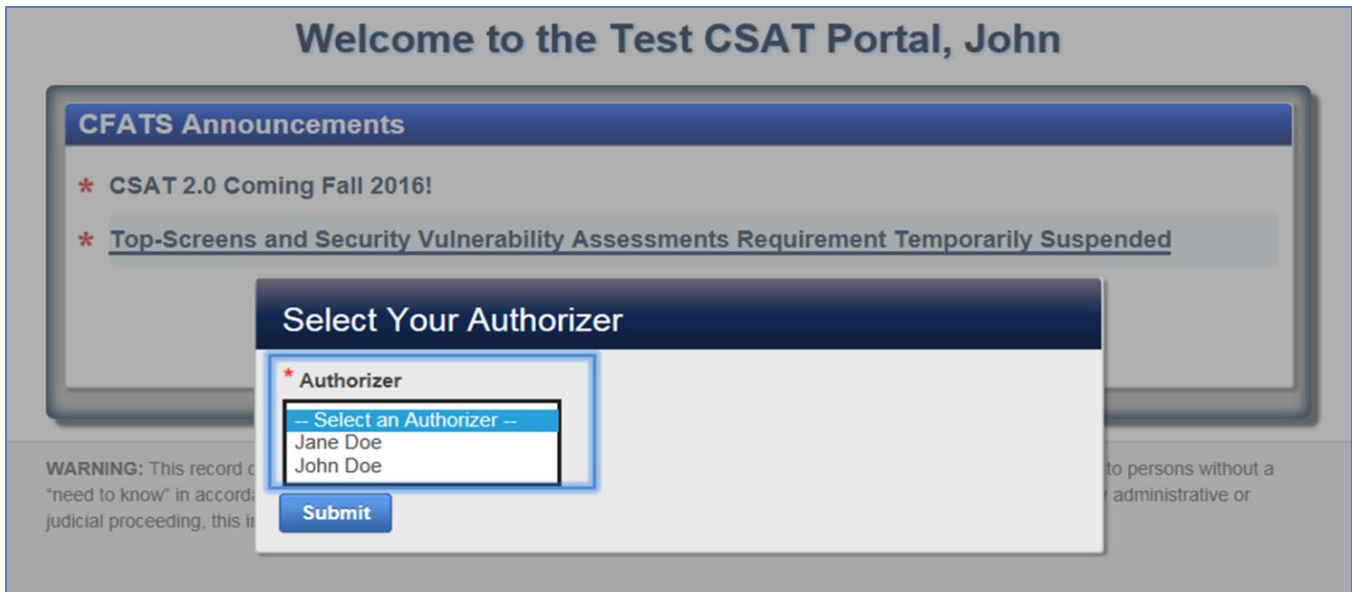 Welcome to the Test CSAT Portal, John
CFATS Announcements
* CSAT 2.0 Coming Fall 2016!
* Top-Screens and Security Vulnerability Assessments Requirement Temporarily Suspended
Select Your Authorizer
* Authorizer
-- Select an Authorizer --
Jane Doe
John Doe
Submit
WARNING: This record to persons without a
"need to know" in administrative or
judicial proceeding, this